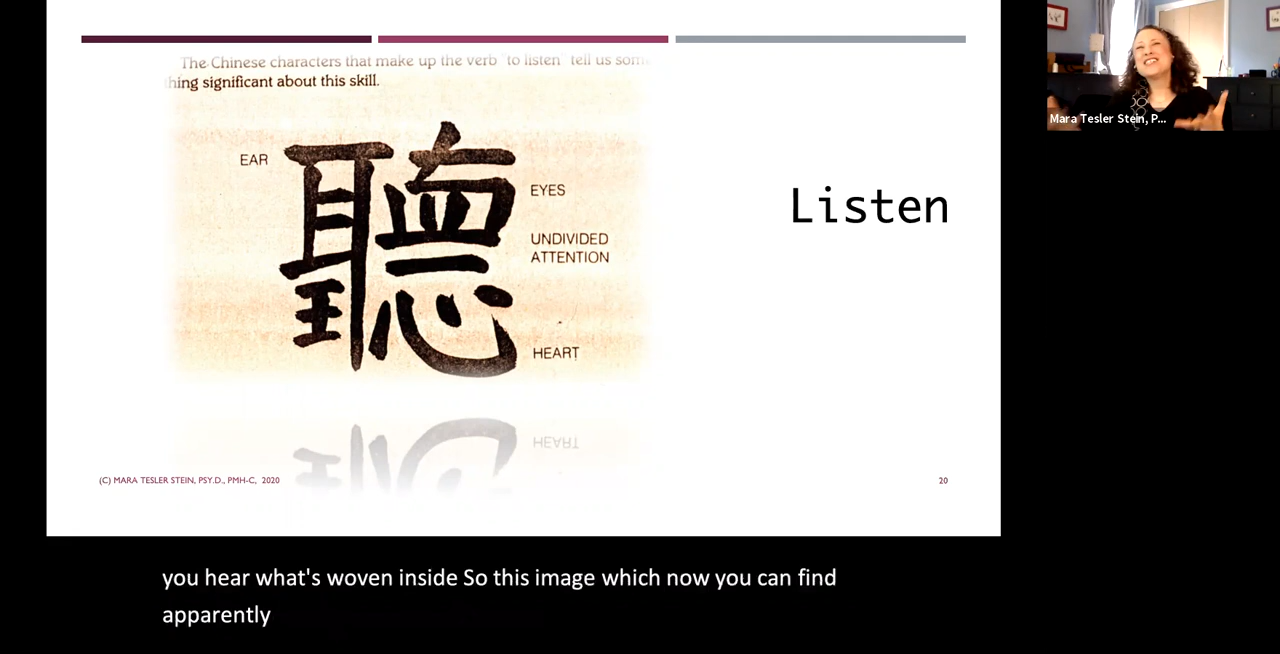 The Chinese characters that make up the verb "to listen" tell us som
thing significant about this skill.
EAR
聽
EYES
UNDIVIDED
ATTENTION
HEART
Listen
HEART
(C) MARA TESLER STEIN, PSY.D., PMH-C, 2020
20
Mara Tesler Stein, P...
you hear what's woven inside So this image which now you can find
apparently